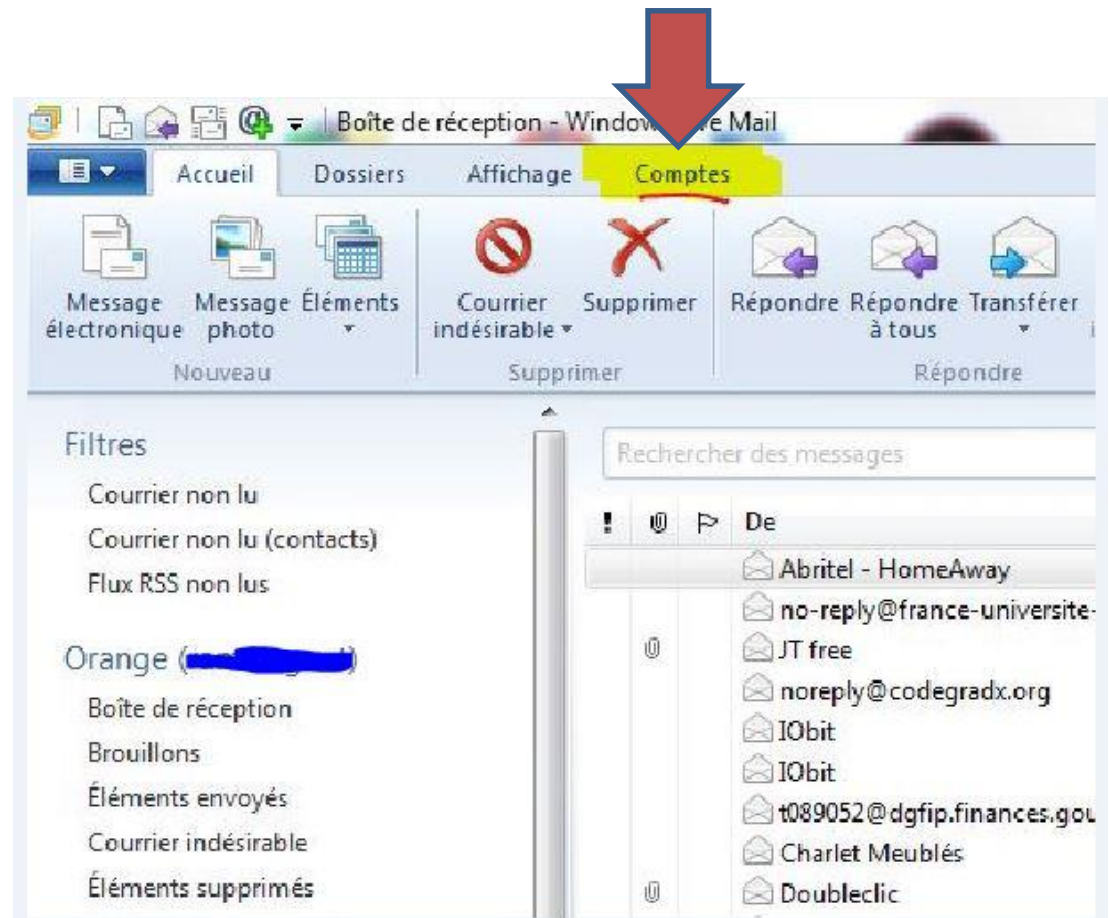 Boîte de réception - Windo ve Mail
Accueil Dossiers Affichage Comptes
Message électronique
Message photo
Éléments
Courrier indésirable
Supprimer
Répondre
Répondre à tous
Transférer
Nouveau
Supprimer
Répondre
Filtres
Courrier non lu
Courrier non lu (contacts)
Flux RSS non lus
Orange (
Boîte de réception
Brouillons
Éléments envoyés
Courrier indésirable
Éléments supprimés
Rechercher des messages
! De
Abritel - HomeAway
no-reply@france-universite-
JT free
noreply@codegradx.org
IObit
IObit
t089052@dgfip.finances.gou
Charlet Meublés
Doubleclic